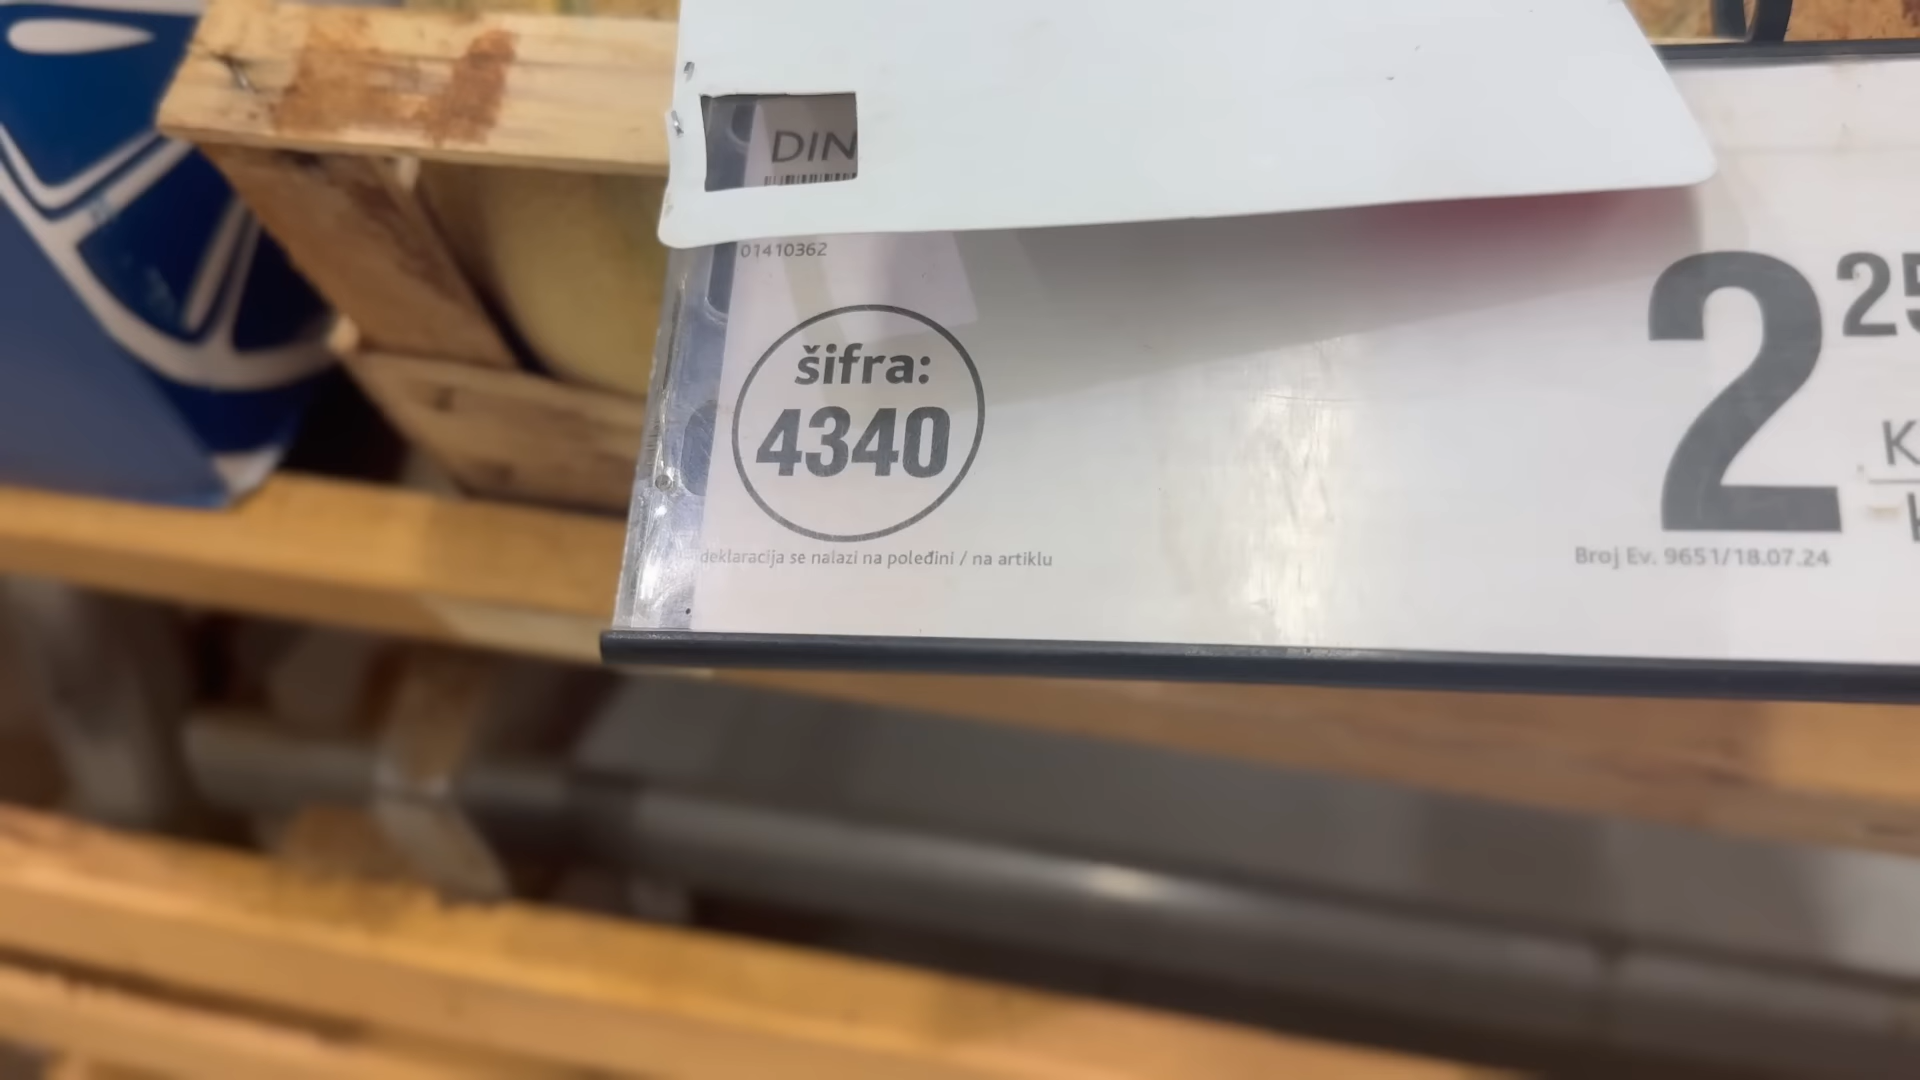 DIN
01410362
šifra:
4340
2 25
K
deklaracija se nalazi na poleđini / na artiklu
Broj Ev. 9651/18.07.24